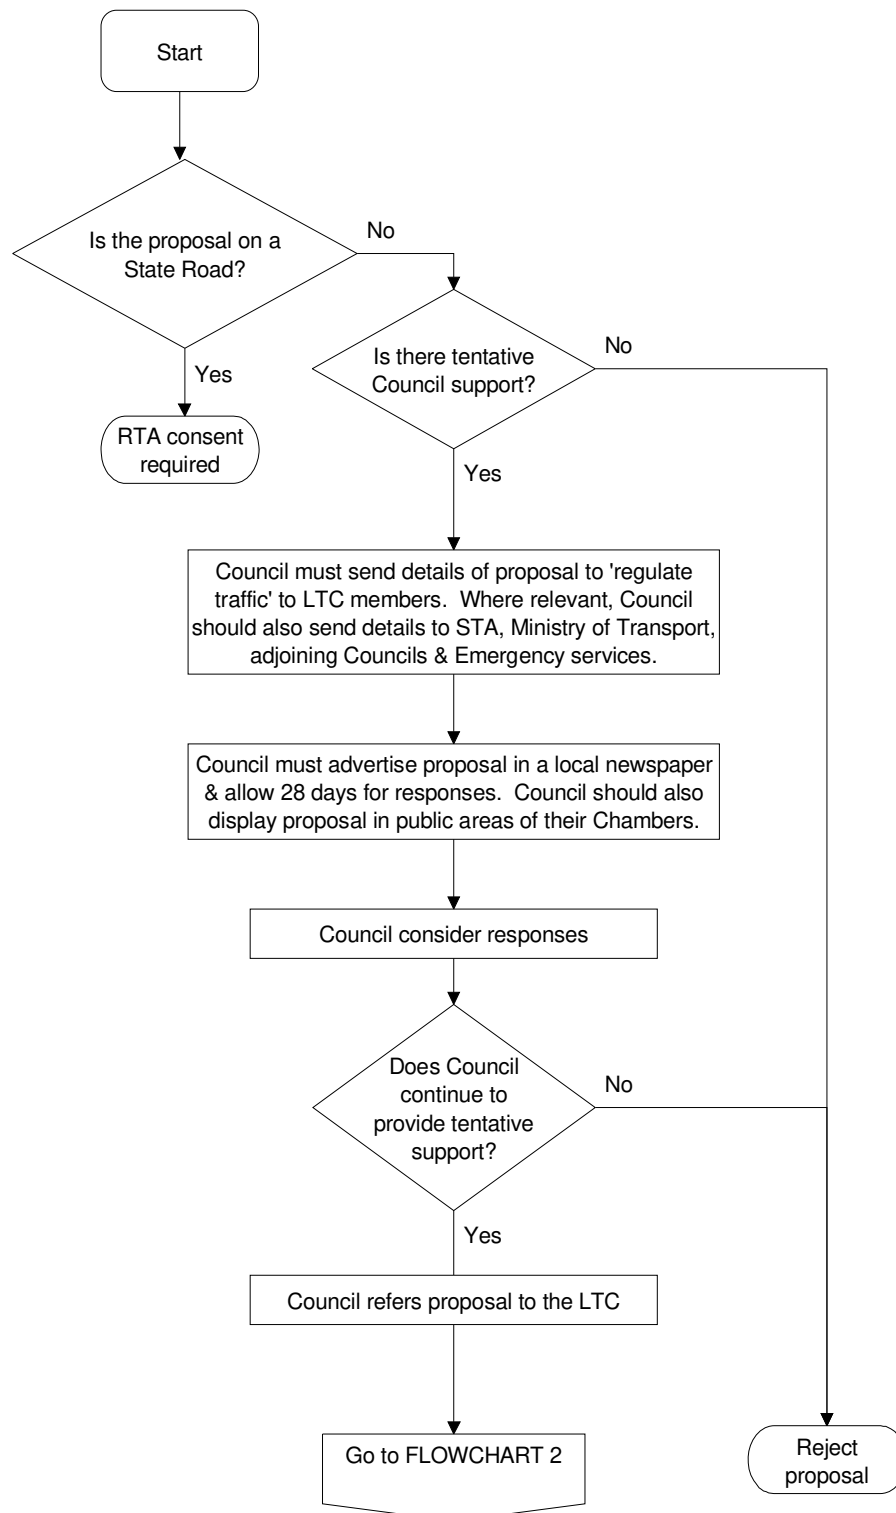 Start
Is the proposal on a
State Road?
No
Yes
RTA consent
required
Is there tentative
Council support?
No
Yes
Council must send details of proposal to 'regulate
traffic' to LTC members.  Where relevant, Council
should also send details to STA, Ministry of Transport,
adjoining Councils & Emergency services.
Council must advertise proposal in a local newspaper
& allow 28 days for responses.  Council should also
display proposal in public areas of their Chambers.
Council consider responses
Does Council
continue to
provide tentative
support?
No
Yes
Council refers proposal to the LTC
Go to FLOWCHART 2
Reject
proposal